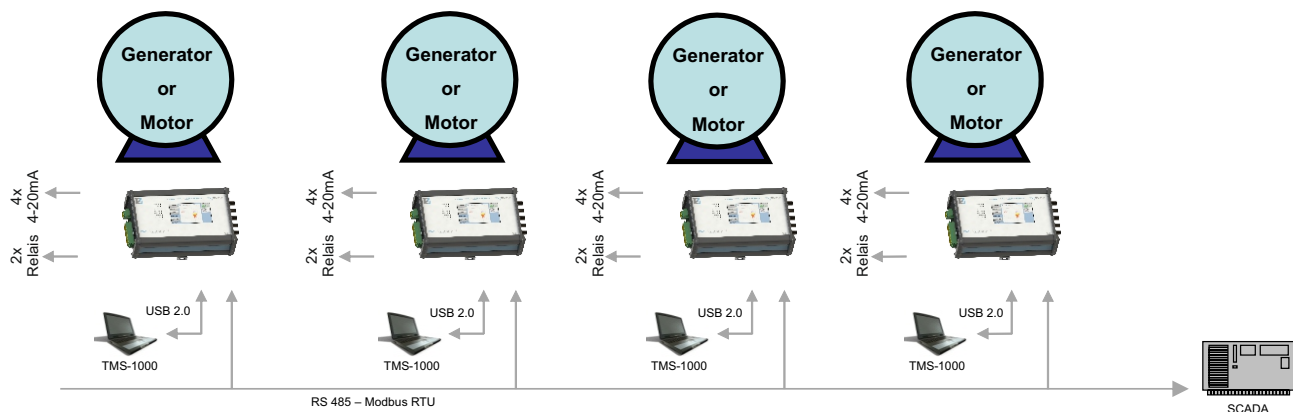 Generator
or
Motor
Generator
or
Motor
Generator
or
Motor
Generator
or
Motor
4x
4-20mA
2x
Relais
4x
4-20mA
2x
Relais
4x
4-20mA
2x
Relais
4x
4-20mA
2x
Relais
USB 2.0
USB 2.0
USB 2.0
USB 2.0
TMS-1000
TMS-1000
TMS-1000
TMS-1000
RS 485 – Modbus RTU
SCADA